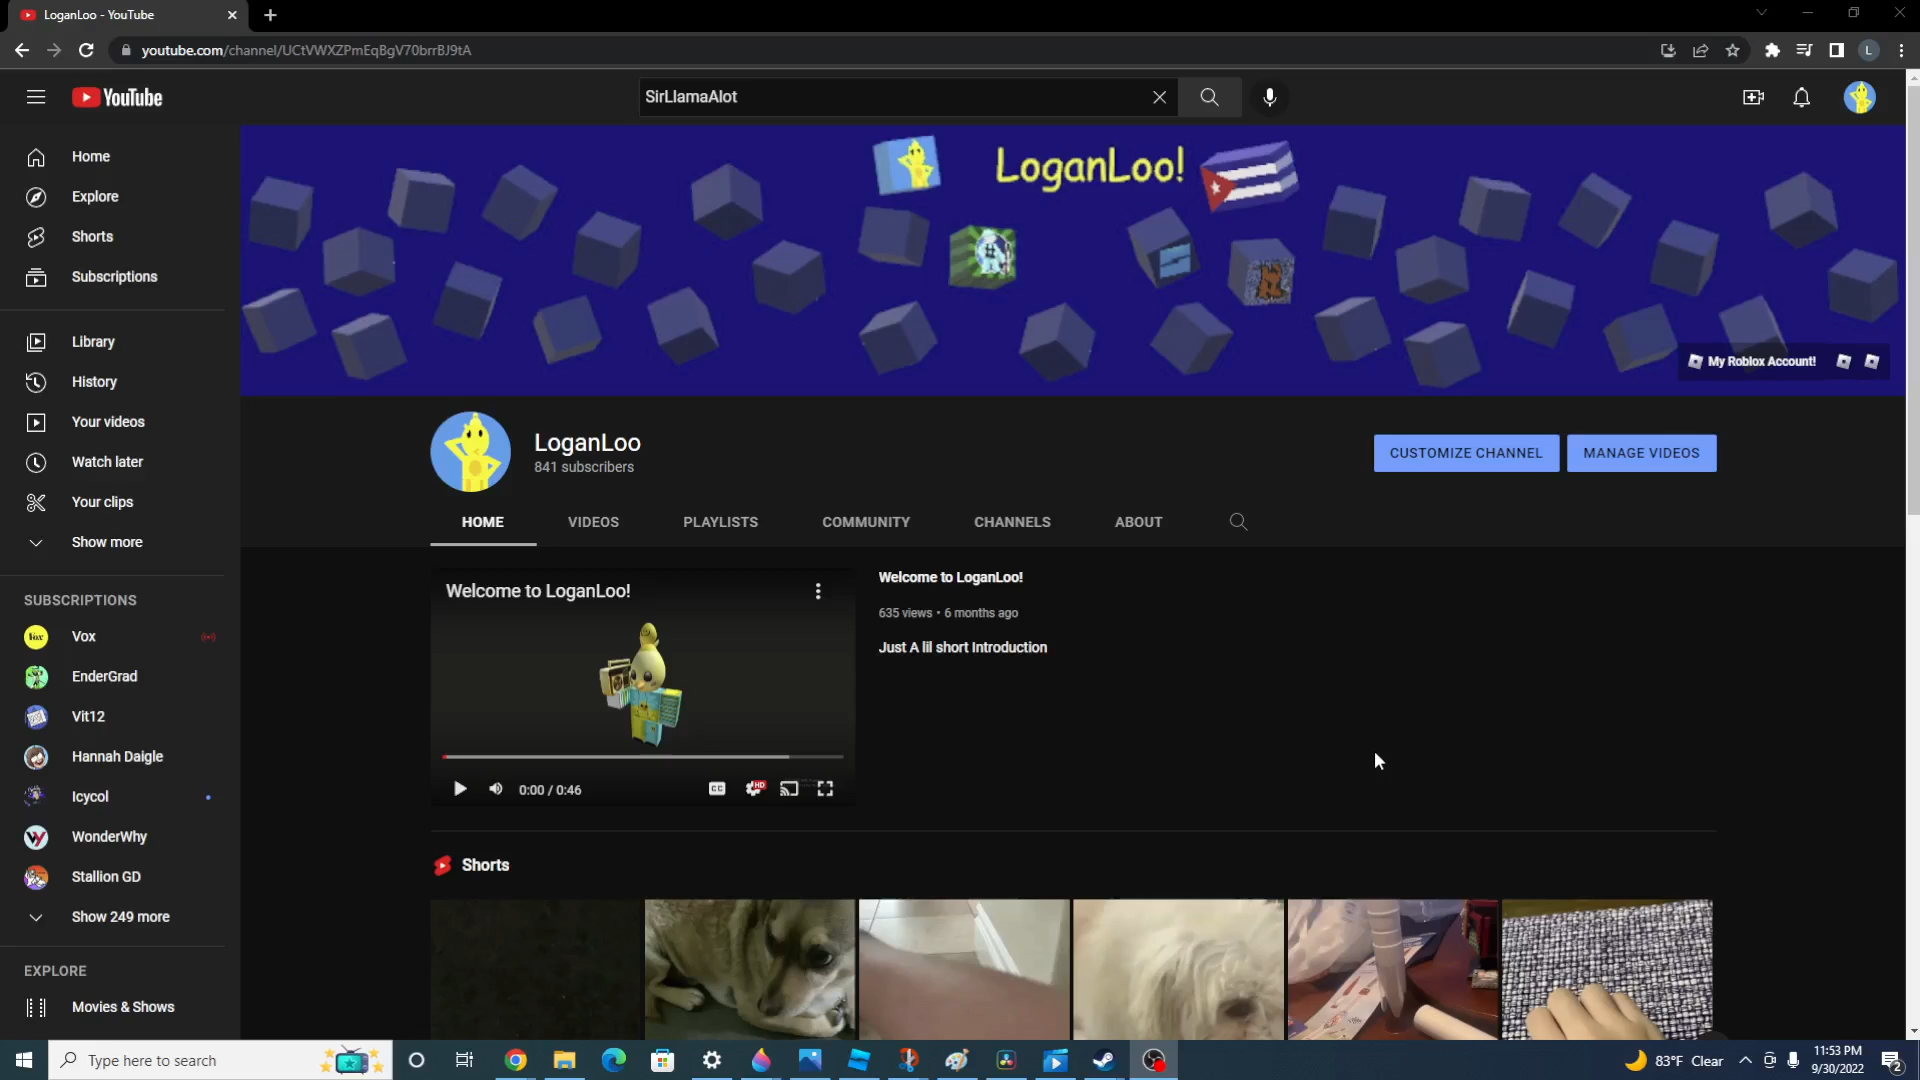 LoganLoo - YouTube
youtube.com/channel/UCtVWXZPmEqBgV70brrBJ9tA
L
YouTube
SirLlamaAlot
Home
Explore
Shorts
Subscriptions
Library
History
Your videos
Watch later
Your clips
Show more
SUBSCRIPTIONS
Vox
EnderGrad
Vit12
Hannah Daigle
Icycol
WonderWhy
Stallion GD
Show 249 more
EXPLORE
Movies & Shows
LoganLoo!
My Roblox Account!
LoganLoo
841 subscribers
CUSTOMIZE CHANNEL
MANAGE VIDEOS
HOME
VIDEOS
PLAYLISTS
COMMUNITY
CHANNELS
ABOUT
Welcome to LoganLoo!
CC
HD
0:00 / 0:46
Welcome to LoganLoo!
635 views • 6 months ago
Just A lil short Introduction
Shorts
Type here to search
83°F Clear
11:53 PM
9/30/2022
2